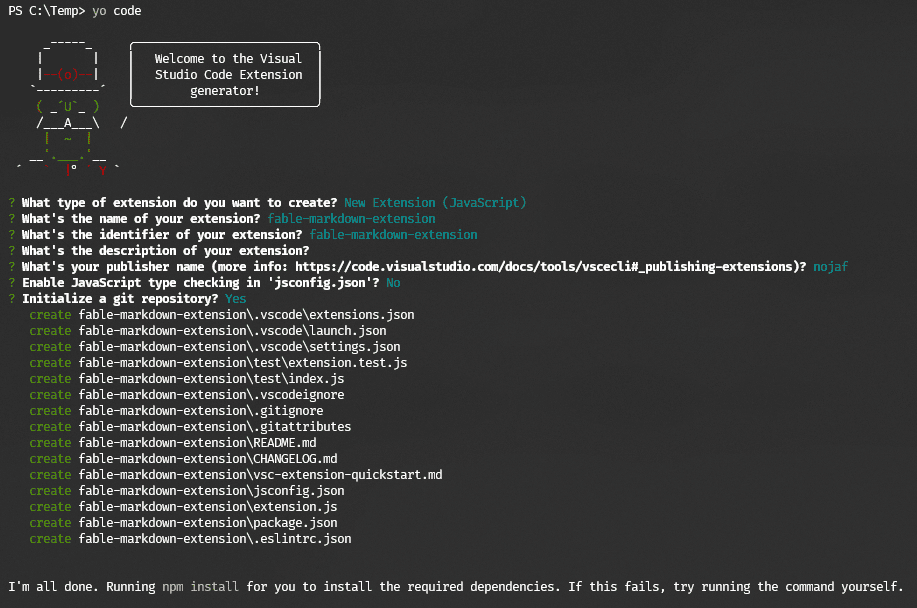 PS C:\Temp> yo code
     _-----_     ╭──────────────────────────╮
    |       |    │   Welcome to the Visual  │
    |--(o)--|    │   Studio Code Extension  │
   `---------´   │        generator!        │
    ( _´U`_ )    ╰──────────────────────────╯
    /___A___\   /
     |  ~  |
   __'.___.'__
 ´   `  |° ´ Y `
? What type of extension do you want to create? New Extension (JavaScript)
? What's the name of your extension? fable-markdown-extension
? What's the identifier of your extension? fable-markdown-extension
? What's the description of your extension?
? What's your publisher name (more info: https://code.visualstudio.com/docs/tools/vscecli#_publishing-extensions)? nojaf
? Enable JavaScript type checking in 'jsconfig.json'? No
? Initialize a git repository? Yes
   create fable-markdown-extension\.vscode\extensions.json
   create fable-markdown-extension\.vscode\launch.json
   create fable-markdown-extension\.vscode\settings.json
   create fable-markdown-extension\test\extension.test.js
   create fable-markdown-extension\test\index.js
   create fable-markdown-extension\.vscodeignore
   create fable-markdown-extension\.gitignore
   create fable-markdown-extension\.gitattributes
   create fable-markdown-extension\README.md
   create fable-markdown-extension\CHANGELOG.md
   create fable-markdown-extension\vsc-extension-quickstart.md
   create fable-markdown-extension\jsconfig.json
   create fable-markdown-extension\extension.js
   create fable-markdown-extension\package.json
   create fable-markdown-extension\.eslintrc.json
I'm all done. Running npm install for you to install the required dependencies. If this fails, try running the command yourself.